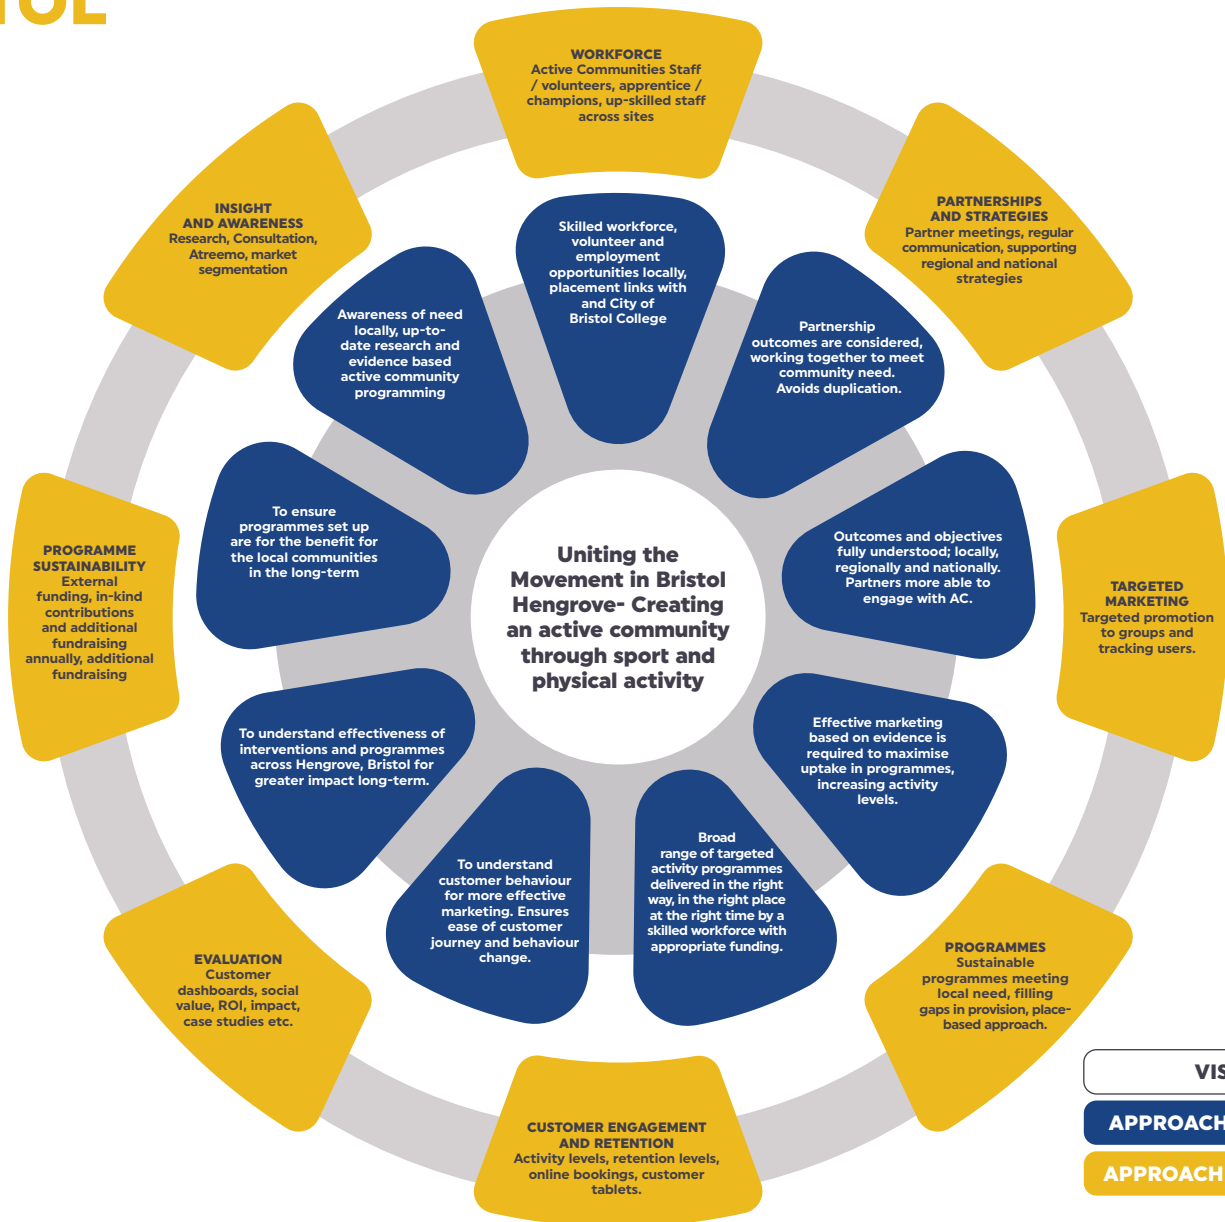 WORKFORCE
Active Communities Staff
/ volunteers, apprentice /
champions, up-skilled staff
across sites
PARTNERSHIPS
AND STRATEGIES
Partner meetings, regular
communication, supporting
regional and national
strategies
INSIGHT
AND AWARENESS
Research, Consultation,
Atreemo, market
segmentation
Skilled workforce,
volunteer and
employment
opportunities locally,
placement links with
and City of
Bristol College
Awareness of need
locally, up-to-
date research and
evidence based
active community
programming
Partnership
outcomes are considered,
working together to meet
community need.
Avoids duplication.
To ensure
programmes set up
are for the benefit for
the local communities
in the long-term
Outcomes and objectives
fully understood; locally,
regionally and nationally.
Partners more able to
engage with AC.
PROGRAMME
SUSTAINABILITY
External
funding, in-kind
contributions
and additional
fundraising
annually, additional
fundraising
Uniting the
Movement in Bristol
Hengrove- Creating
an active community
through sport and
physical activity
TARGETED
MARKETING
Targeted promotion
to groups and
tracking users.
To understand effectiveness of
interventions and programmes
across Hengrove, Bristol for
greater impact long-term.
Effective marketing
based on evidence is
required to maximise
uptake in programmes,
increasing activity
levels.
To understand
customer behaviour
for more effective
marketing. Ensures
ease of customer
journey and behaviour
change.
Broad
range of targeted
activity programmes
delivered in the right
way, in the right place
at the right time by a
skilled workforce with
appropriate funding.
EVALUATION
Customer
dashboards, social
value, ROI, impact,
case studies etc.
PROGRAMMES
Sustainable
programmes meeting
local need, filling
gaps in provision, place-
based approach.
CUSTOMER ENGAGEMENT
AND RETENTION
Activity levels, retention levels,
online bookings, customer
tablets.
VIS
APPROACH
APPROACH